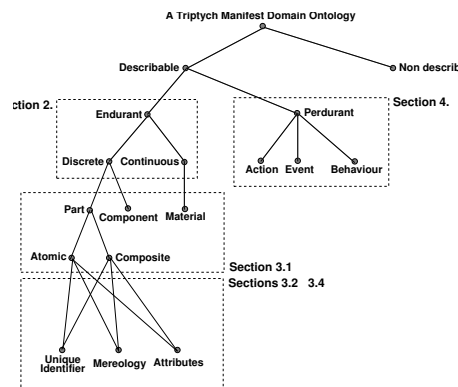 A Triptych Manifest Domain Ontology
Describable
Non describ
ction 2.
Section 4.
Endurant
Perdurant
Discrete
Continuous
Action
Event
Behaviour
Part
Component
Material
Atomic
Composite
Section 3.1
Sections 3.2 3.4
Unique
Identifier
Mereology
Attributes